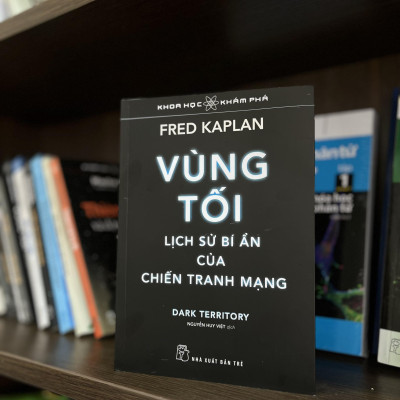 KHOA HỌC KHÁM PHÁ
FRED KAPLAN
VÙNG
TỐI
LỊCH SỬ BÍ ẨN
CỦA
CHIẾN TRANH MẠNG
DARK TERRITORY
NGUYỄN HUY VIỆT dịch
NHÀ XUẤT BẢN TRẺ
1